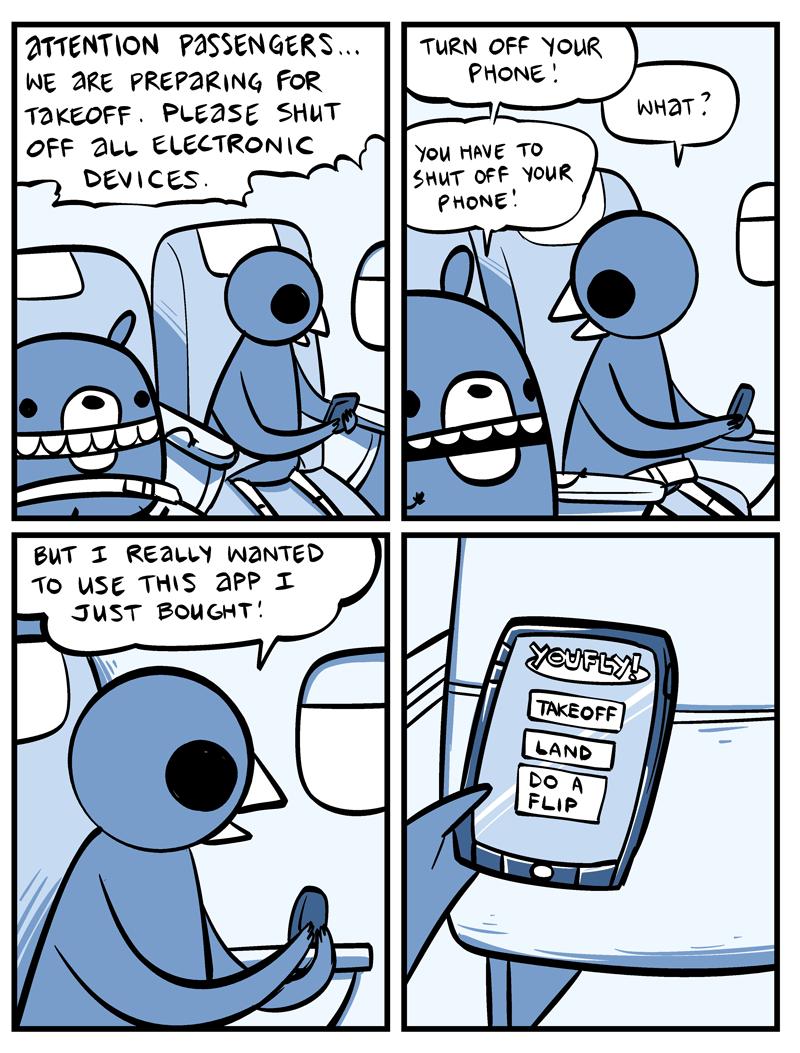 ATTENTION PASSENGERS...
WE ARE PREPARING FOR
TAKEOFF. PLEASE SHUT
OFF ALL ELECTRONIC
DEVICES.
TURN OFF YOUR
PHONE!
WHAT?
YOU HAVE TO
SHUT OFF YOUR
PHONE!
BUT I REALLY WANTED
TO USE THIS APP I
JUST BOUGHT!
YOUFLY!
TAKEOFF
LAND
DO A
FLIP